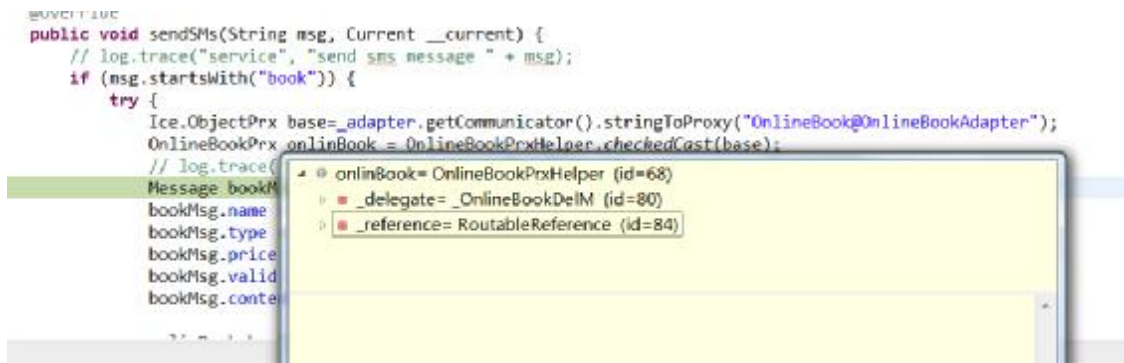 @Override
public void sendSMs(String msg, Current __current) {
// log.trace("service", "send sms message " + msg);
if (msg.startsWith("book")) {
try {
Ice.ObjectPrx base=_adapter.getCommunicator().stringToProxy("OnlineBook@OnlineBookAdapter");
OnlineBookPrx onlinBook = OnlineBookPrxHelper.checkedCast(base);
// log.trace(
onlinBook= OnlineBookPrxHelper (id=68)
Message bookM
_delegate= _OnlineBookDelM (id=80)
bookMsg.name
_reference= RoutableReference (id=84)
bookMsg.type
bookMsg.price
bookMsg.valid
bookMsg.conte